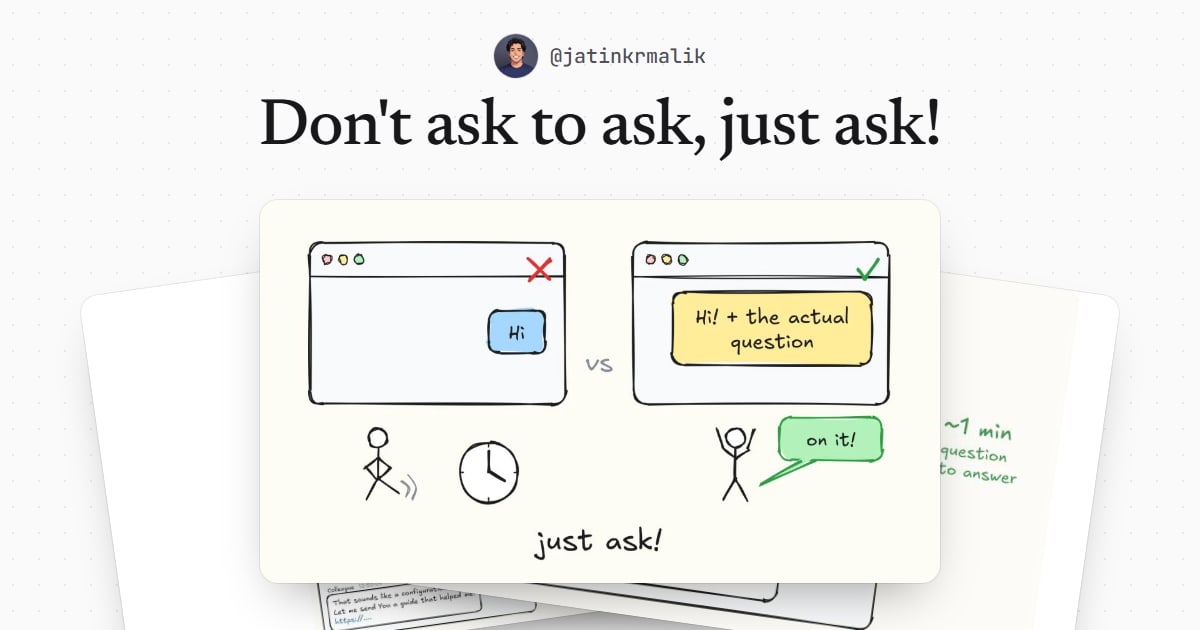 @jatinkrmalik
Don't ask to ask, just ask!
Hi
vs
Hi! + the actual
question
on it!
just ask!
~1 min
question
to answer
Colleague
That sounds like a
Let me send You a guide that helped me
https://....